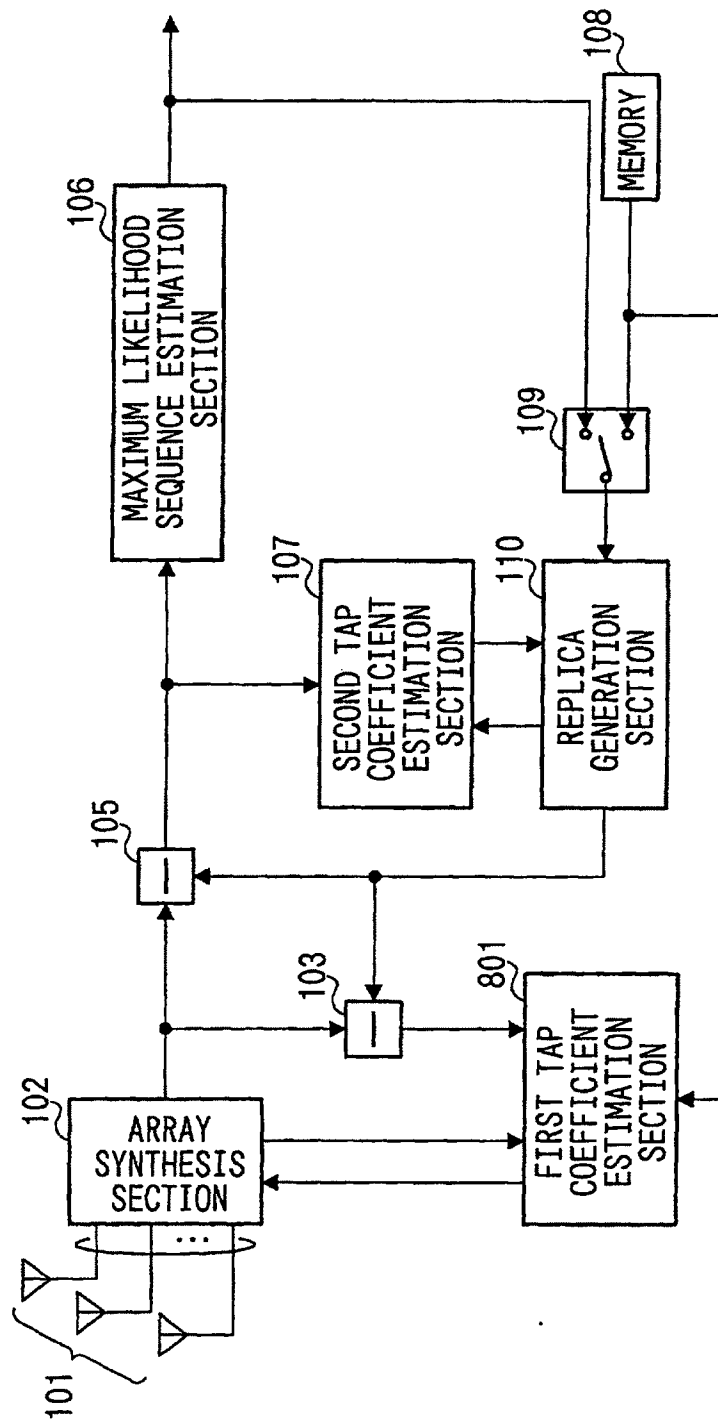 101
102
ARRAY
SYNTHESIS
SECTION
...
103
801
FIRST TAP
COEFFICIENT
ESTIMATION
SECTION
105
106
MAXIMUM LIKELIHOOD
SEQUENCE ESTIMATION
SECTION
107
SECOND TAP
COEFFICIENT
ESTIMATION
SECTION
110
REPLICA
GENERATION
SECTION
109
108
MEMORY